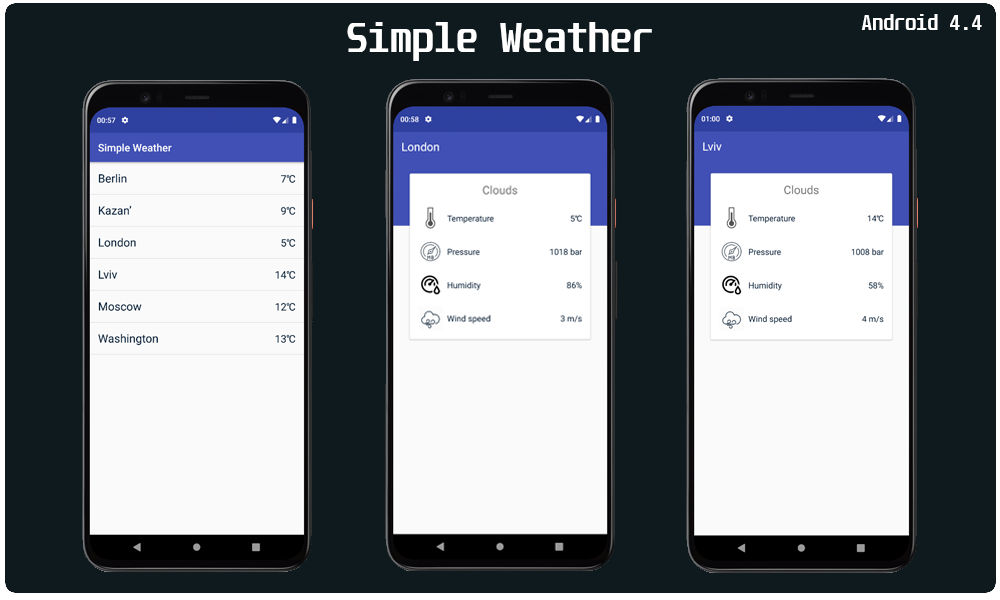 Simple Weather
Android 4.4
00:57
Simple Weather
Berlin 7℃
Kazan’ 9℃
London 5℃
Lviv 14℃
Moscow 12℃
Washington 13℃
00:58
London
Clouds
Temperature 5℃
Pressure 1018 bar
Humidity 86%
Wind speed 3 m/s
01:00
Lviv
Clouds
Temperature 14℃
Pressure 1008 bar
Humidity 58%
Wind speed 4 m/s